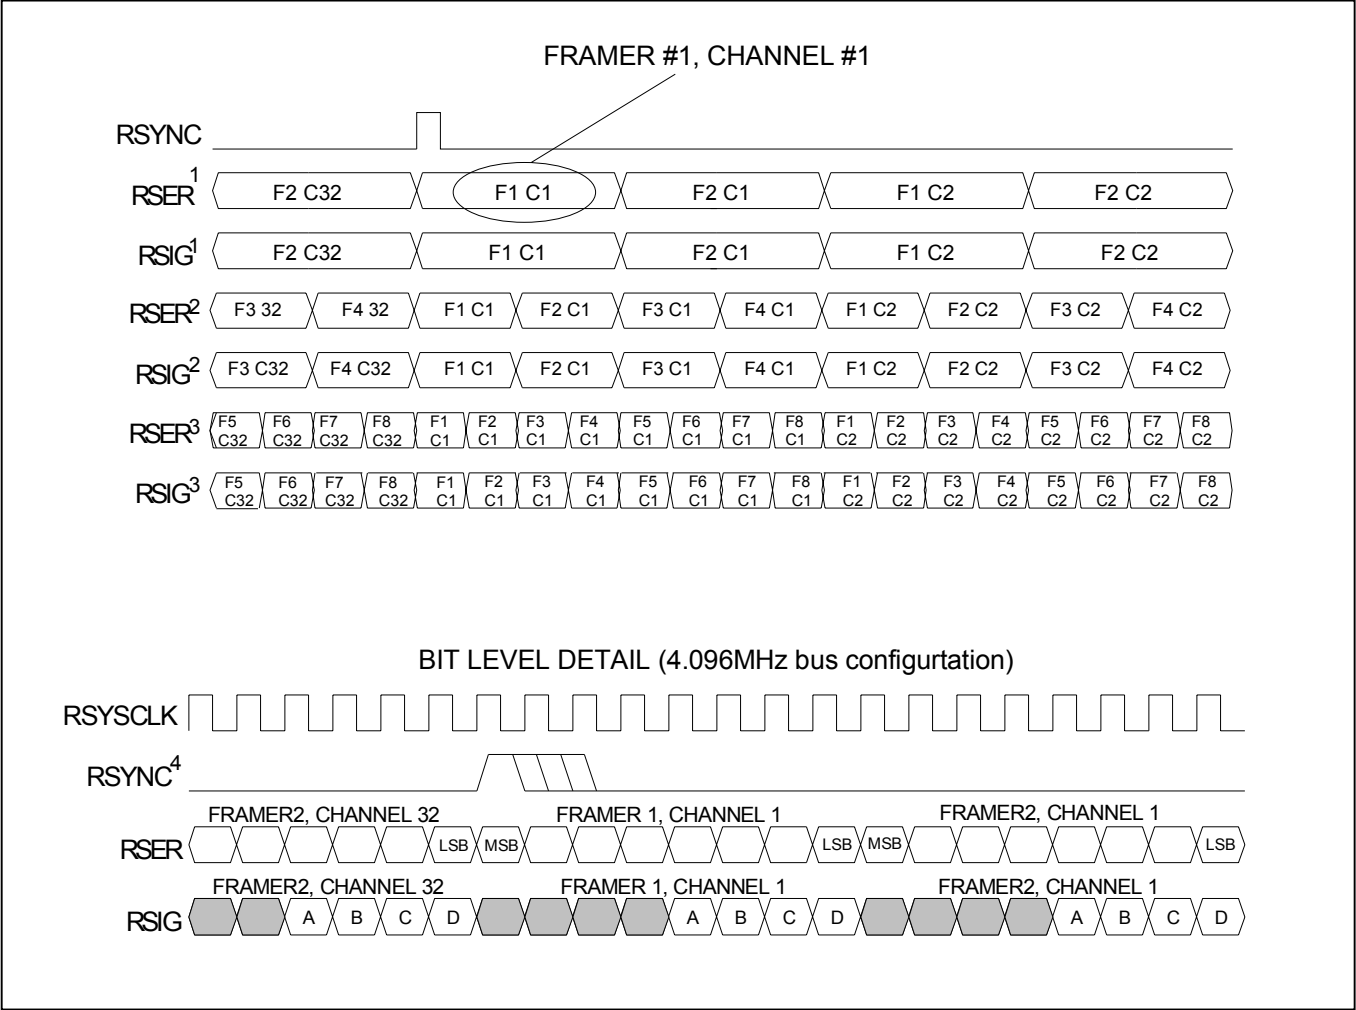 FRAMER #1, CHANNEL #1
RSYNC
RSER1 F2 C32 F1 C1 F2 C1 F1 C2 F2 C2
RSIG1 F2 C32 F1 C1 F2 C1 F1 C2 F2 C2
RSER2 F3 32 F4 32 F1 C1 F2 C1 F3 C1 F4 C1 F1 C2 F2 C2 F3 C2 F4 C2
RSIG2 F3 C32 F4 C32 F1 C1 F2 C1 F3 C1 F4 C1 F1 C2 F2 C2 F3 C2 F4 C2
F5 F6 F7 F8 F1 F2 F3 F4 F5 F6 F7 F8 F1 F2 F3 F4 F5 F6 F7 F8
RSER3 C32 C32 C32 C32 C1 C1 C1 C1 C1 C1 C1 C1 C2 C2 C2 C2 C2 C2 C2 C2
F5 F6 F7 F8 F1 F2 F3 F4 F5 F6 F7 F8 F1 F2 F3 F4 F5 F6 F7 F8
RSIG3 C32 C32 C32 C32 C1 C1 C1 C1 C1 C1 C1 C1 C2 C2 C2 C2 C2 C2 C2 C2
BIT LEVEL DETAIL (4.096MHz bus configurtation)
RSYSCLK
RSYNC4
FRAMER2, CHANNEL 32 FRAMER 1, CHANNEL 1 FRAMER2, CHANNEL 1
RSER LSB MSB LSB MSB LSB
FRAMER2, CHANNEL 32 FRAMER 1, CHANNEL 1 FRAMER2, CHANNEL 1
RSIG A B C D A B C D A B C D